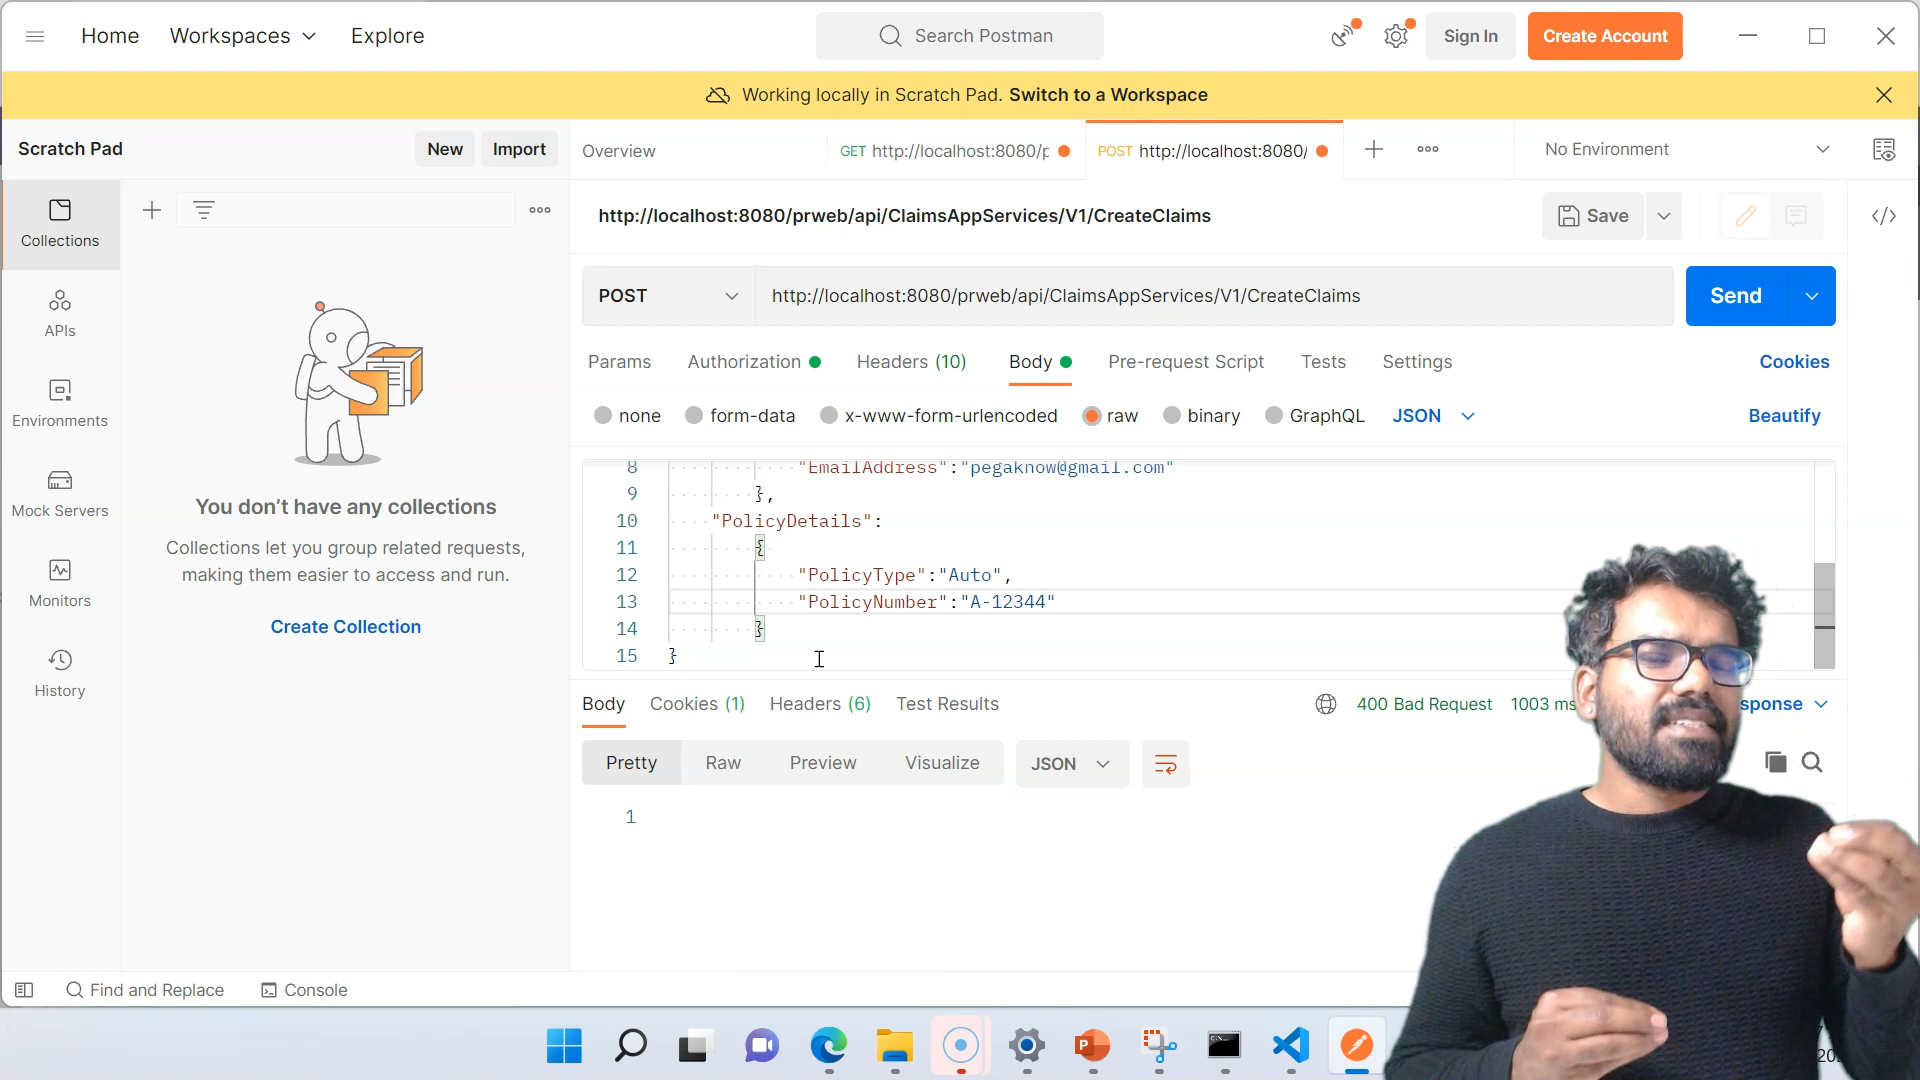 Home
Workspaces
Explore
Search Postman
Sign In
Create Account
Working locally in Scratch Pad. Switch to a Workspace
Scratch Pad
New
Import
Overview
GET http://localhost:8080/p
POST http://localhost:8080/
No Environment
Collections
APIs
Environments
Mock Servers
Monitors
History
You don't have any collections
Collections let you group related requests,
making them easier to access and run.
Create Collection
http://localhost:8080/prweb/api/ClaimsAppServices/V1/CreateClaims
Save
POST
http://localhost:8080/prweb/api/ClaimsAppServices/V1/CreateClaims
Send
Params
Authorization
Headers (10)
Body
Pre-request Script
Tests
Settings
Cookies
none
form-data
x-www-form-urlencoded
raw
binary
GraphQL
JSON
Beautify
8 "EmailAddress":"pegaknow@gmail.com"
9 },
10 "PolicyDetails":
11 {
12 "PolicyType":"Auto",
13 "PolicyNumber":"A-12344"
14 }
15 }
Body
Cookies (1)
Headers (6)
Test Results
400 Bad Request
1003 ms
sponse
Pretty
Raw
Preview
Visualize
JSON
1
Find and Replace
Console